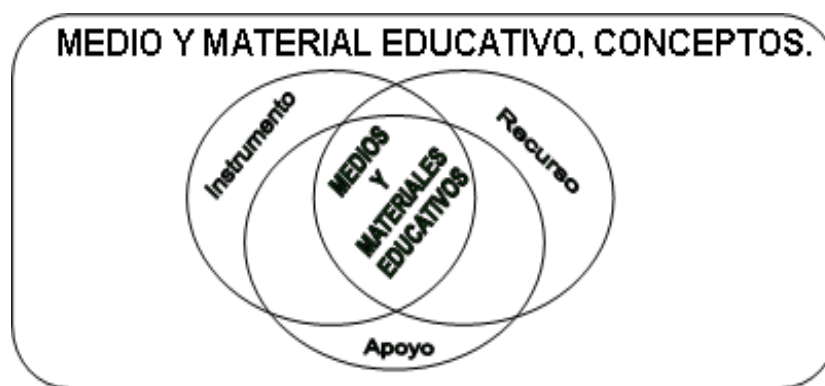 MEDIO Y MATERIAL EDUCATIVO, CONCEPTOS.
Instrumento
Recurso
MEDIOS
Y
MATERIALES
EDUCATIVOS
Apoyo